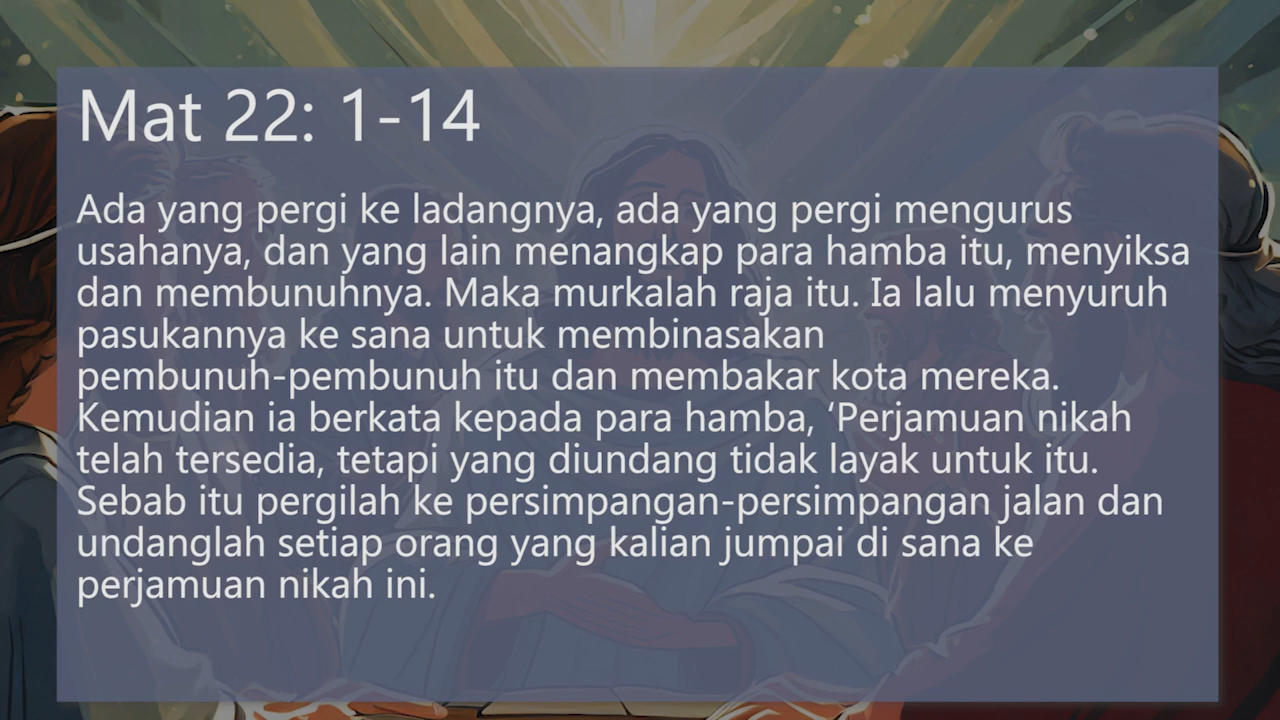 Mat 22: 1-14
Ada yang pergi ke ladangnya, ada yang pergi mengurus
usahanya, dan yang lain menangkap para hamba itu, menyiksa
dan membunuhnya. Maka murkalah raja itu. Ia lalu menyuruh
pasukannya ke sana untuk membinasakan
pembunuh-pembunuh itu dan membakar kota mereka.
Kemudian ia berkata kepada para hamba, ‘Perjamuan nikah
telah tersedia, tetapi yang diundang tidak layak untuk itu.
Sebab itu pergilah ke persimpangan-persimpangan jalan dan
undanglah setiap orang yang kalian jumpai di sana ke
perjamuan nikah ini.